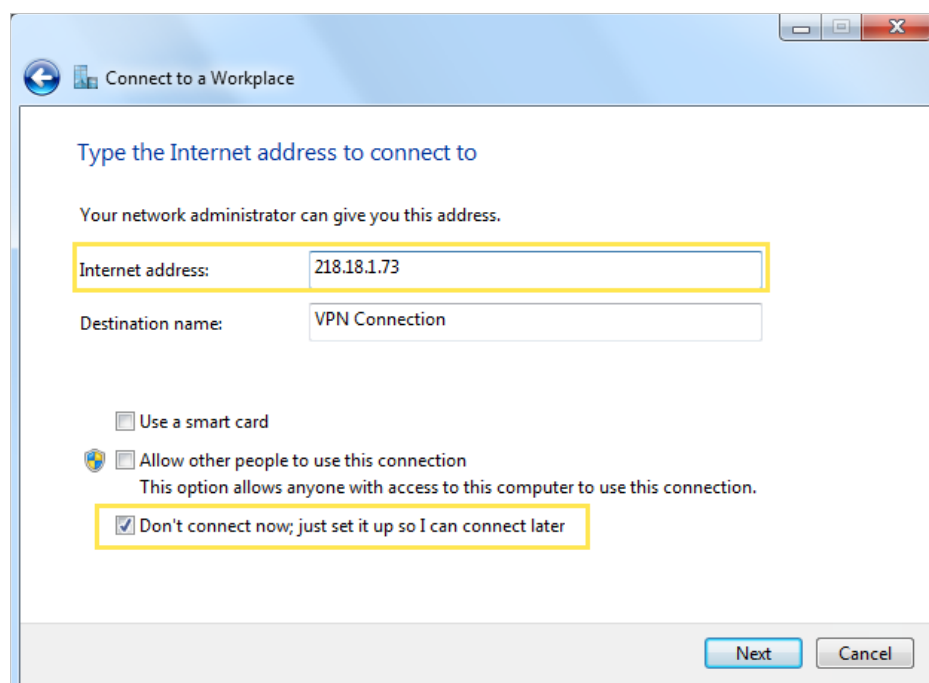 Connect to a Workplace
Type the Internet address to connect to
Your network administrator can give you this address.
Internet address: 218.18.1.73
Destination name: VPN Connection
Use a smart card
Allow other people to use this connection
This option allows anyone with access to this computer to use this connection.
Don't connect now; just set it up so I can connect later
Next Cancel